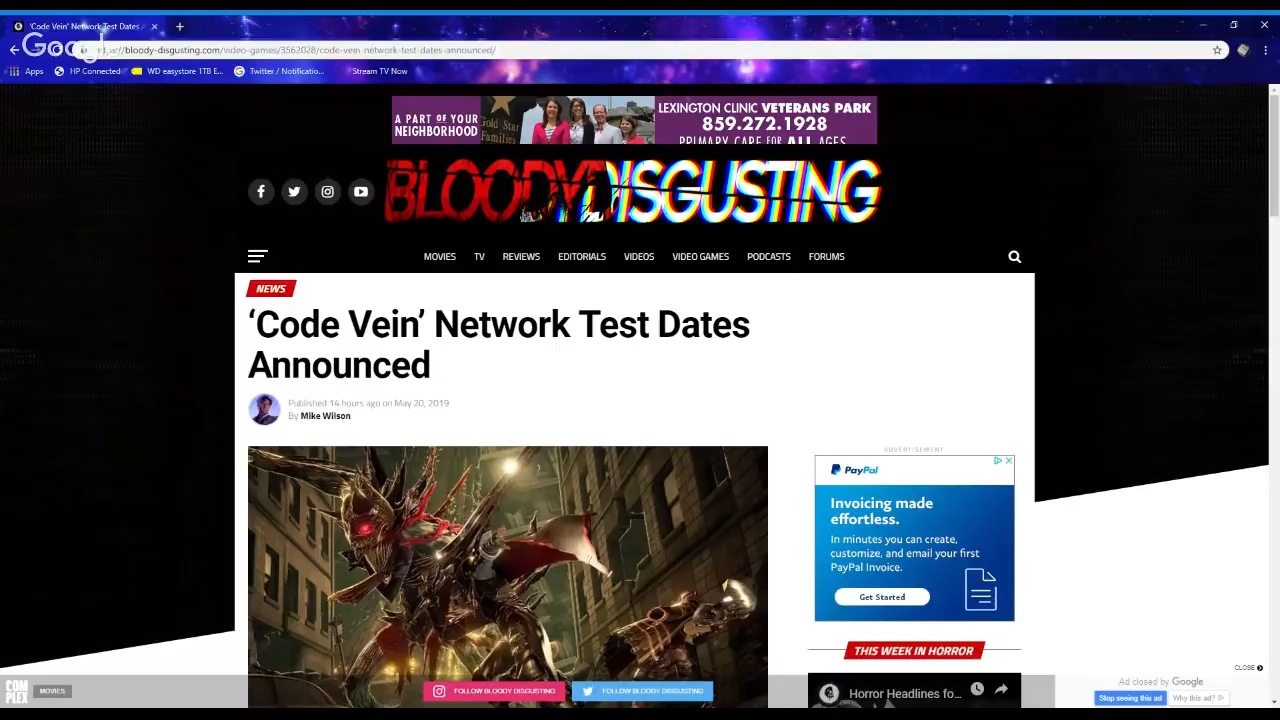 'Code Vein' Network Test Dates
Google
https://bloody-disgusting.com/video-games/3562028/code-vein-network-test-dates-announced/
Apps
HP Connected
WD easystore 1TB E...
Twitter / Notificatio...
Stream TV Now
A PART OF YOUR
NEIGHBORHOOD
Gold Star
Families
LEXINGTON CLINIC VETERANS PARK
859.272.1928
PRIMARY CARE FOR ALL AGES
BLOODY DISGUSTING
MOVIES
TV
REVIEWS
EDITORIALS
VIDEOS
VIDEO GAMES
PODCASTS
FORUMS
NEWS
‘Code Vein’ Network Test Dates
Announced
Published 14 hours ago on May 20, 2019
By Mike Wilson
ADVERTISEMENT
PayPal
Invoicing made
effortless.
In minutes you can create,
customize, and email your first
PayPal Invoice.
Get Started
THIS WEEK IN HORROR
Horror Headlines fo...
CLOSE
COMPLEX
MOVIES
FOLLOW BLOODY DISGUSTING
FOLLOW BLOODY DISGUSTING
Ad closed by Google
Stop seeing this ad
Why this ad?